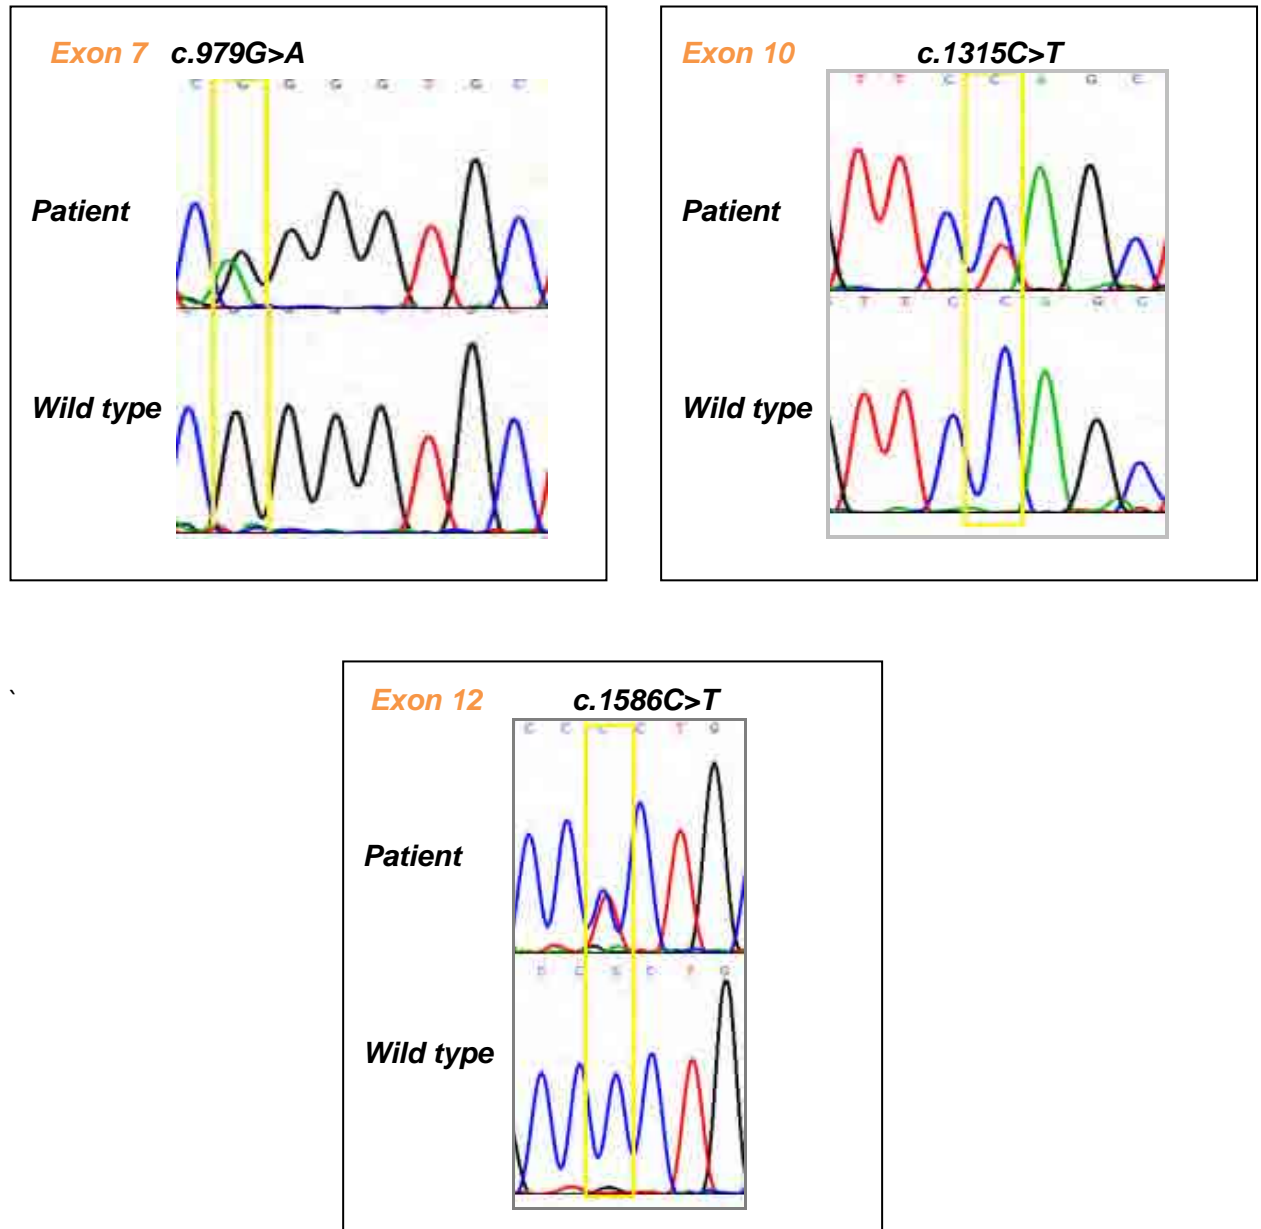 Exon 7 c.979G>A
Patient
Wild type
Exon 10 c.1315C>T
T T C C A G C
Patient
Wild type
`
Exon 12 c.1586C>T
Patient
Wild type